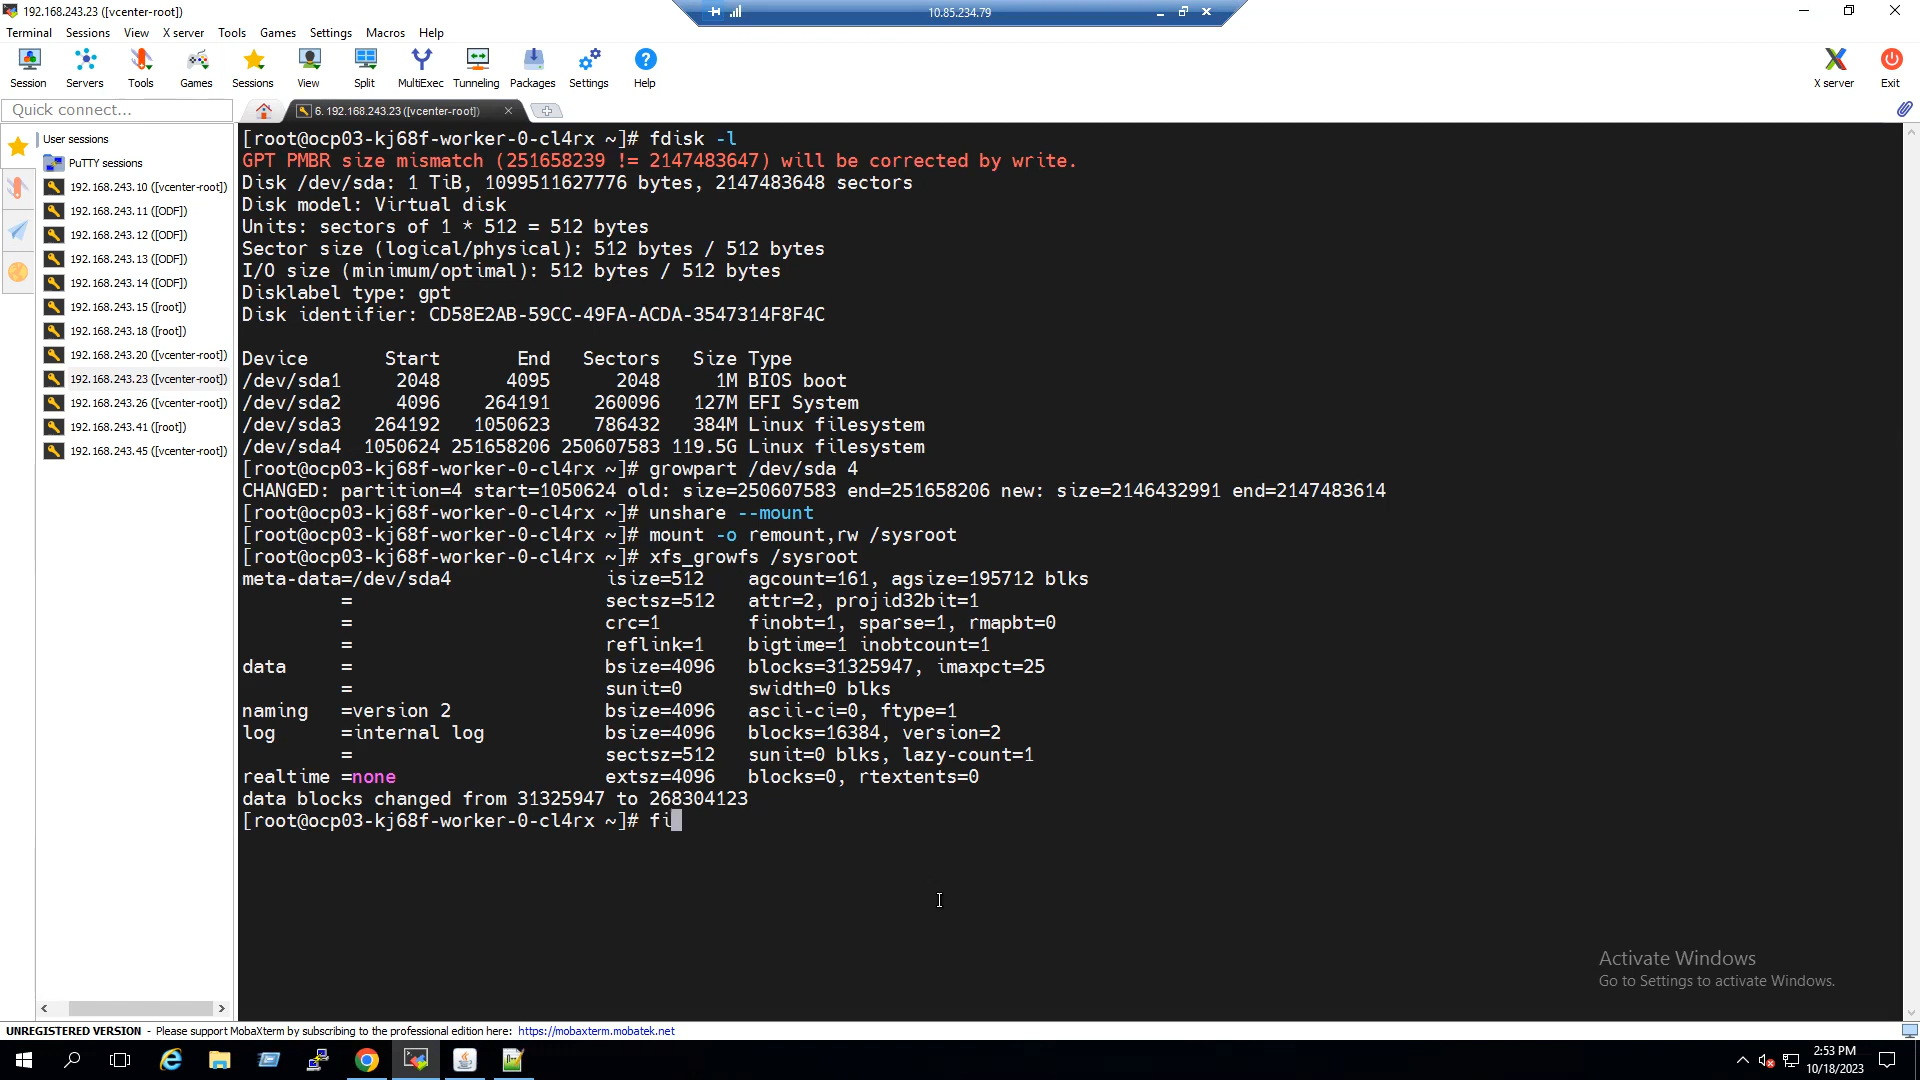 192.168.243.23 ([vcenter-root])
10.85.234.79
Terminal Sessions View X server Tools Games Settings Macros Help
Session Servers Tools Games Sessions View Split MultiExec Tunneling Packages Settings Help X server Exit
Quick connect...
6. 192.168.243.23 ([vcenter-root])
User sessions
PuTTY sessions
192.168.243.10 ([vcenter-root])
192.168.243.11 ([ODF])
192.168.243.12 ([ODF])
192.168.243.13 ([ODF])
192.168.243.14 ([ODF])
192.168.243.15 ([root])
192.168.243.18 ([root])
192.168.243.20 ([vcenter-root])
192.168.243.23 ([vcenter-root])
192.168.243.26 ([vcenter-root])
192.168.243.41 ([root])
192.168.243.45 ([vcenter-root])
[root@ocp03-kj68f-worker-0-cl4rx ~]# fdisk -l
GPT PMBR size mismatch (251658239 != 2147483647) will be corrected by write.
Disk /dev/sda: 1 TiB, 1099511627776 bytes, 2147483648 sectors
Disk model: Virtual disk
Units: sectors of 1 * 512 = 512 bytes
Sector size (logical/physical): 512 bytes / 512 bytes
I/O size (minimum/optimal): 512 bytes / 512 bytes
Disklabel type: gpt
Disk identifier: CD58E2AB-59CC-49FA-ACDA-3547314F8F4C
Device Start End Sectors Size Type
/dev/sda1 2048 4095 2048 1M BIOS boot
/dev/sda2 4096 264191 260096 127M EFI System
/dev/sda3 264192 1050623 786432 384M Linux filesystem
/dev/sda4 1050624 251658206 250607583 119.5G Linux filesystem
[root@ocp03-kj68f-worker-0-cl4rx ~]# growpart /dev/sda 4
CHANGED: partition=4 start=1050624 old: size=250607583 end=251658206 new: size=2146432991 end=2147483614
[root@ocp03-kj68f-worker-0-cl4rx ~]# unshare --mount
[root@ocp03-kj68f-worker-0-cl4rx ~]# mount -o remount,rw /sysroot
[root@ocp03-kj68f-worker-0-cl4rx ~]# xfs_growfs /sysroot
meta-data=/dev/sda4 isize=512 agcount=161, agsize=195712 blks
= sectsz=512 attr=2, projid32bit=1
= crc=1 finobt=1, sparse=1, rmapbt=0
= reflink=1 bigtime=1 inobtcount=1
data = bsize=4096 blocks=31325947, imaxpct=25
= sunit=0 swidth=0 blks
naming =version 2 bsize=4096 ascii-ci=0, ftype=1
log =internal log bsize=4096 blocks=16384, version=2
= sectsz=512 sunit=0 blks, lazy-count=1
realtime =none extsz=4096 blocks=0, rtextents=0
data blocks changed from 31325947 to 268304123
[root@ocp03-kj68f-worker-0-cl4rx ~]# fi
Activate Windows
Go to Settings to activate Windows.
UNREGISTERED VERSION - Please support MobaXterm by subscribing to the professional edition here: https://mobaxterm.mobatek.net
2:53 PM
10/18/2023